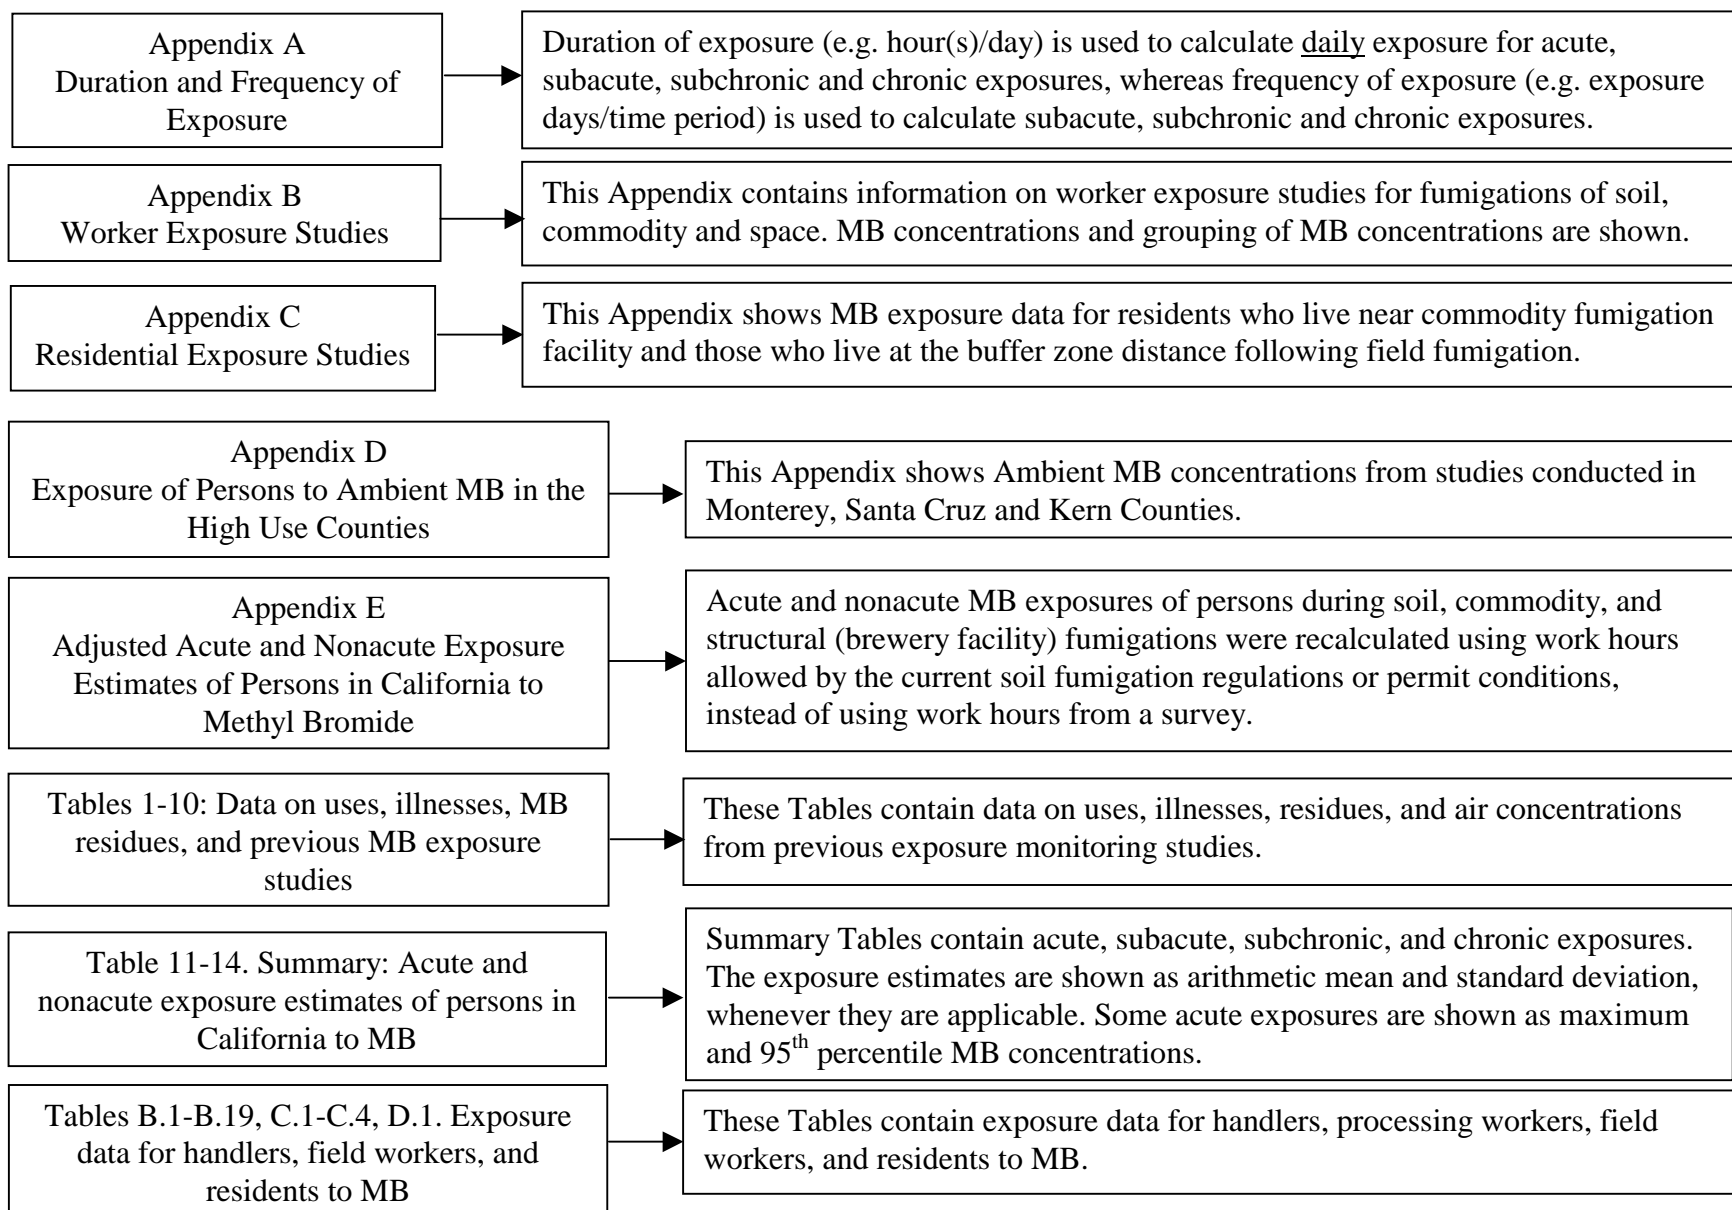 Appendix A
Duration and Frequency of
Exposure
Duration of exposure (e.g. hour(s)/day) is used to calculate daily exposure for acute,
subacute, subchronic and chronic exposures, whereas frequency of exposure (e.g. exposure
days/time period) is used to calculate subacute, subchronic and chronic exposures.
Appendix B
Worker Exposure Studies
This Appendix contains information on worker exposure studies for fumigations of soil,
commodity and space. MB concentrations and grouping of MB concentrations are shown.
Appendix C
Residential Exposure Studies
This Appendix shows MB exposure data for residents who live near commodity fumigation
facility and those who live at the buffer zone distance following field fumigation.
Appendix D
Exposure of Persons to Ambient MB in the
High Use Counties
This Appendix shows Ambient MB concentrations from studies conducted in
Monterey, Santa Cruz and Kern Counties.
Appendix E
Adjusted Acute and Nonacute Exposure
Estimates of Persons in California to
Methyl Bromide
Acute and nonacute MB exposures of persons during soil, commodity, and
structural (brewery facility) fumigations were recalculated using work hours
allowed by the current soil fumigation regulations or permit conditions,
instead of using work hours from a survey.
Tables 1-10: Data on uses, illnesses, MB
residues, and previous MB exposure
studies
These Tables contain data on uses, illnesses, residues, and air concentrations
from previous exposure monitoring studies.
Table 11-14. Summary: Acute and
nonacute exposure estimates of persons in
California to MB
Summary Tables contain acute, subacute, subchronic, and chronic exposures.
The exposure estimates are shown as arithmetic mean and standard deviation,
whenever they are applicable. Some acute exposures are shown as maximum
and 95th percentile MB concentrations.
Tables B.1-B.19, C.1-C.4, D.1. Exposure
data for handlers, field workers, and
residents to MB
These Tables contain exposure data for handlers, processing workers, field
workers, and residents to MB.